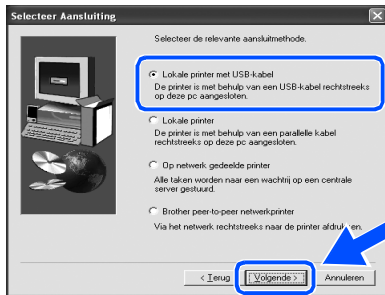 Selecteer Aansluiting
Selecteer de relevante aansluitmethode.
Lokale printer met USB-kabel
De printer is met behulp van een USB-kabel rechtstreeks
op deze pc aangesloten.
Lokale printer
De printer is met behulp van een parallelle kabel
rechtstreeks op deze pc aangesloten.
Op netwerk gedeelde printer
Alle taken worden naar een wachtrij op een centrale
server gestuurd.
Brother peer-to-peer netwerkprinter
Via het netwerk rechtstreeks naar de printer afdrukken.
< Terug Volgende > Annuleren